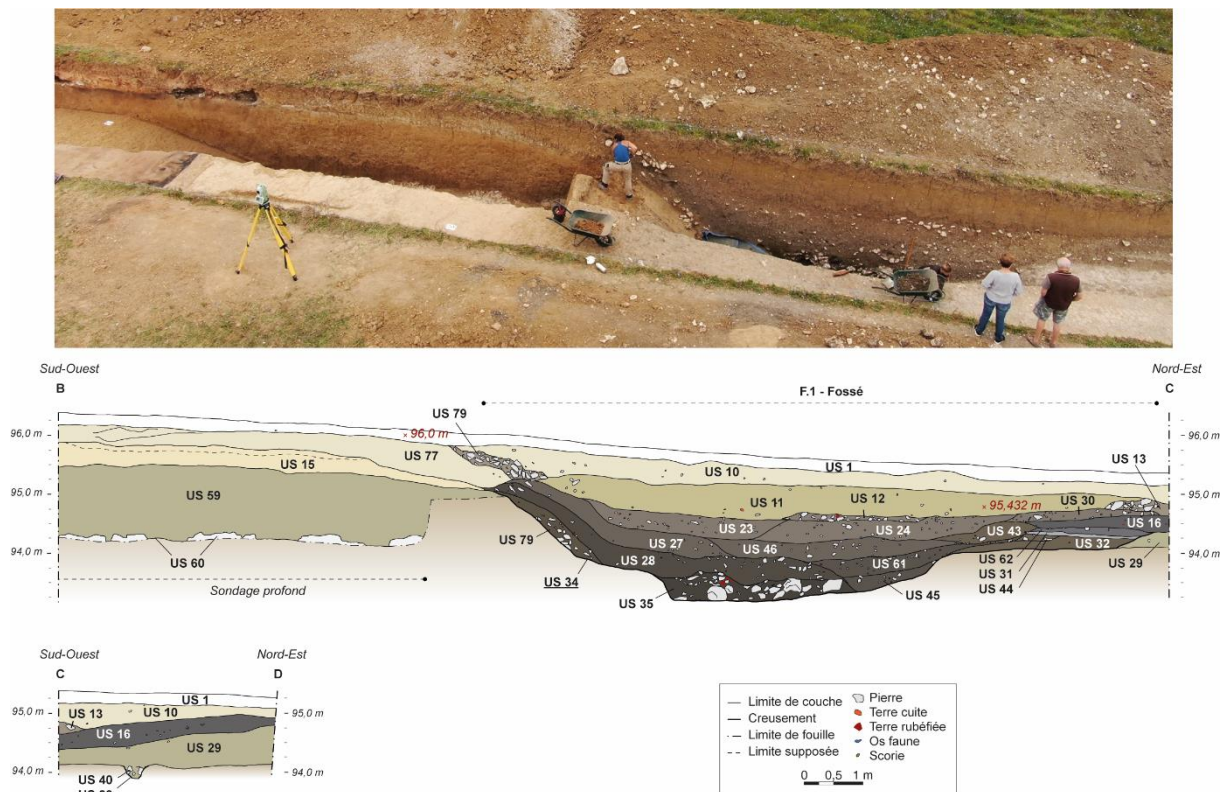 Sud-Ouest
Nord-Est
B
F.1 - Fossé
C
US 79
96,0 m
96,0 m
96,0 m
US 77
US 10
US 1
US 13
US 15
95,0 m
US 59
US 11
US 12
95,432 m
US 30
95,0 m
US 23
US 24
US 43
US 16
94,0 m
US 79
US 27
US 46
US 62
US 32
94,0 m
US 60
US 28
US 61
US 31
US 29
Sondage profond
US 34
US 44
US 35
US 45
Sud-Ouest
Nord-Est
C
D
US 1
95,0 m
US 13
US 10
95,0 m
US 16
US 29
94,0 m
94,0 m
US 40
Limite de couche
Creusement
Limite de fouille
Limite supposée
Pierre
Terre cuite
Terre rubéfiée
Os faune
Scorie
0 0,5 1 m